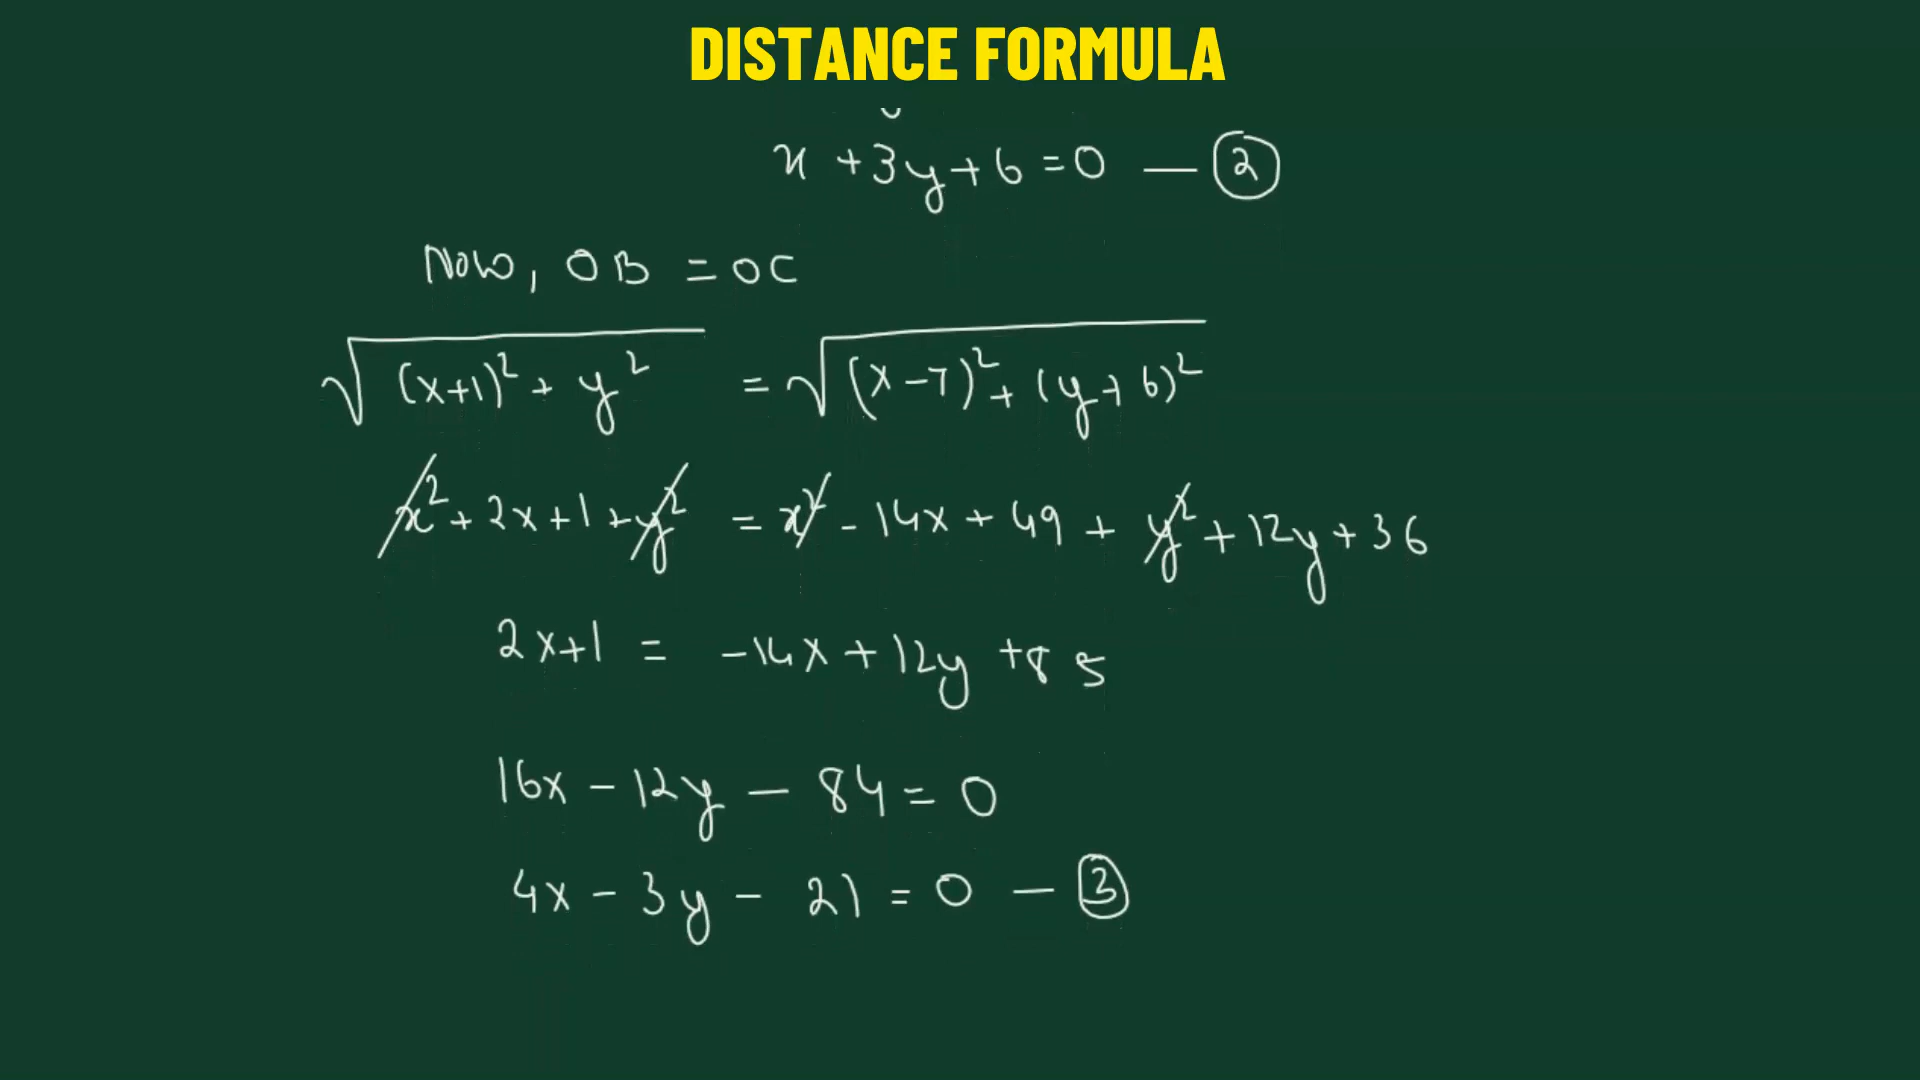 DISTANCE FORMULA
x + 3y + 6 = 0 — ②
Now, OB = OC
√(x+1)² + y² = √(x-7)² + (y+6)²
x² + 2x + 1 + y² = x² - 14x + 49 + y² + 12y + 36
2x+1 = -14x + 12y + 85
16x - 12y - 84 = 0
4x - 3y - 21 = 0 — ③